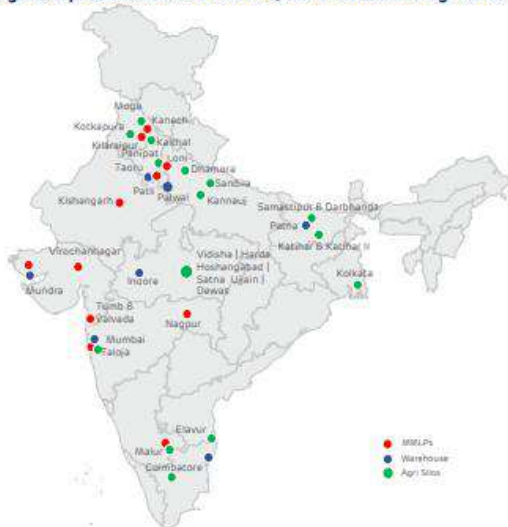 Moga
Kanech
Kotkapura
Kilaraipur
Kaithal
Panipat
Loni
Taoru
Dhamora
Patli
Sandila
Palwal
Kannauj
Kishangarh
Samastipur & Darbhanga
Patna
Katihar & Katihar II
Virochannagar
Vidisha | Harda
Hoshangabad |
Satna Ujjain |
Dewas
Kolkata
Mundra
Indore
Tumb &
Valvada
Nagpur
Mumbai
Taloja
Elavur
Malur
Coimbatore
MMLPs
Warehouse
Agri Silos